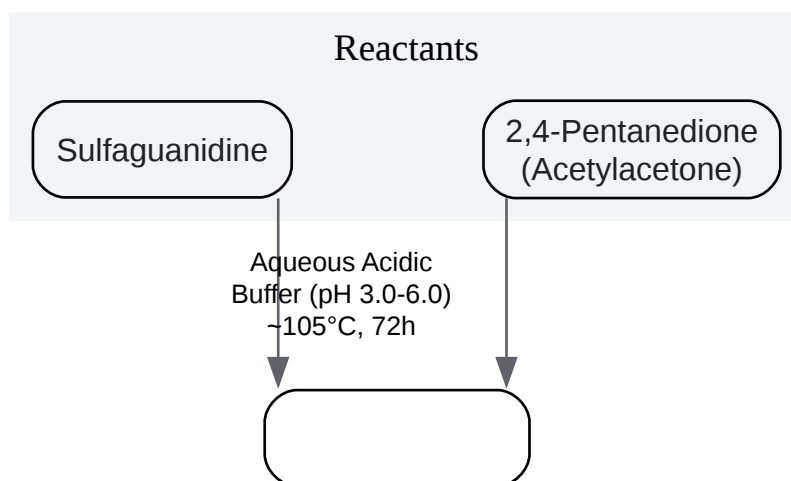 Reactants
Sulfaguanidine
2,4-Pentanedione
(Acetylacetone)
Aqueous Acidic
Buffer (pH 3.0-6.0)
~105°C, 72h